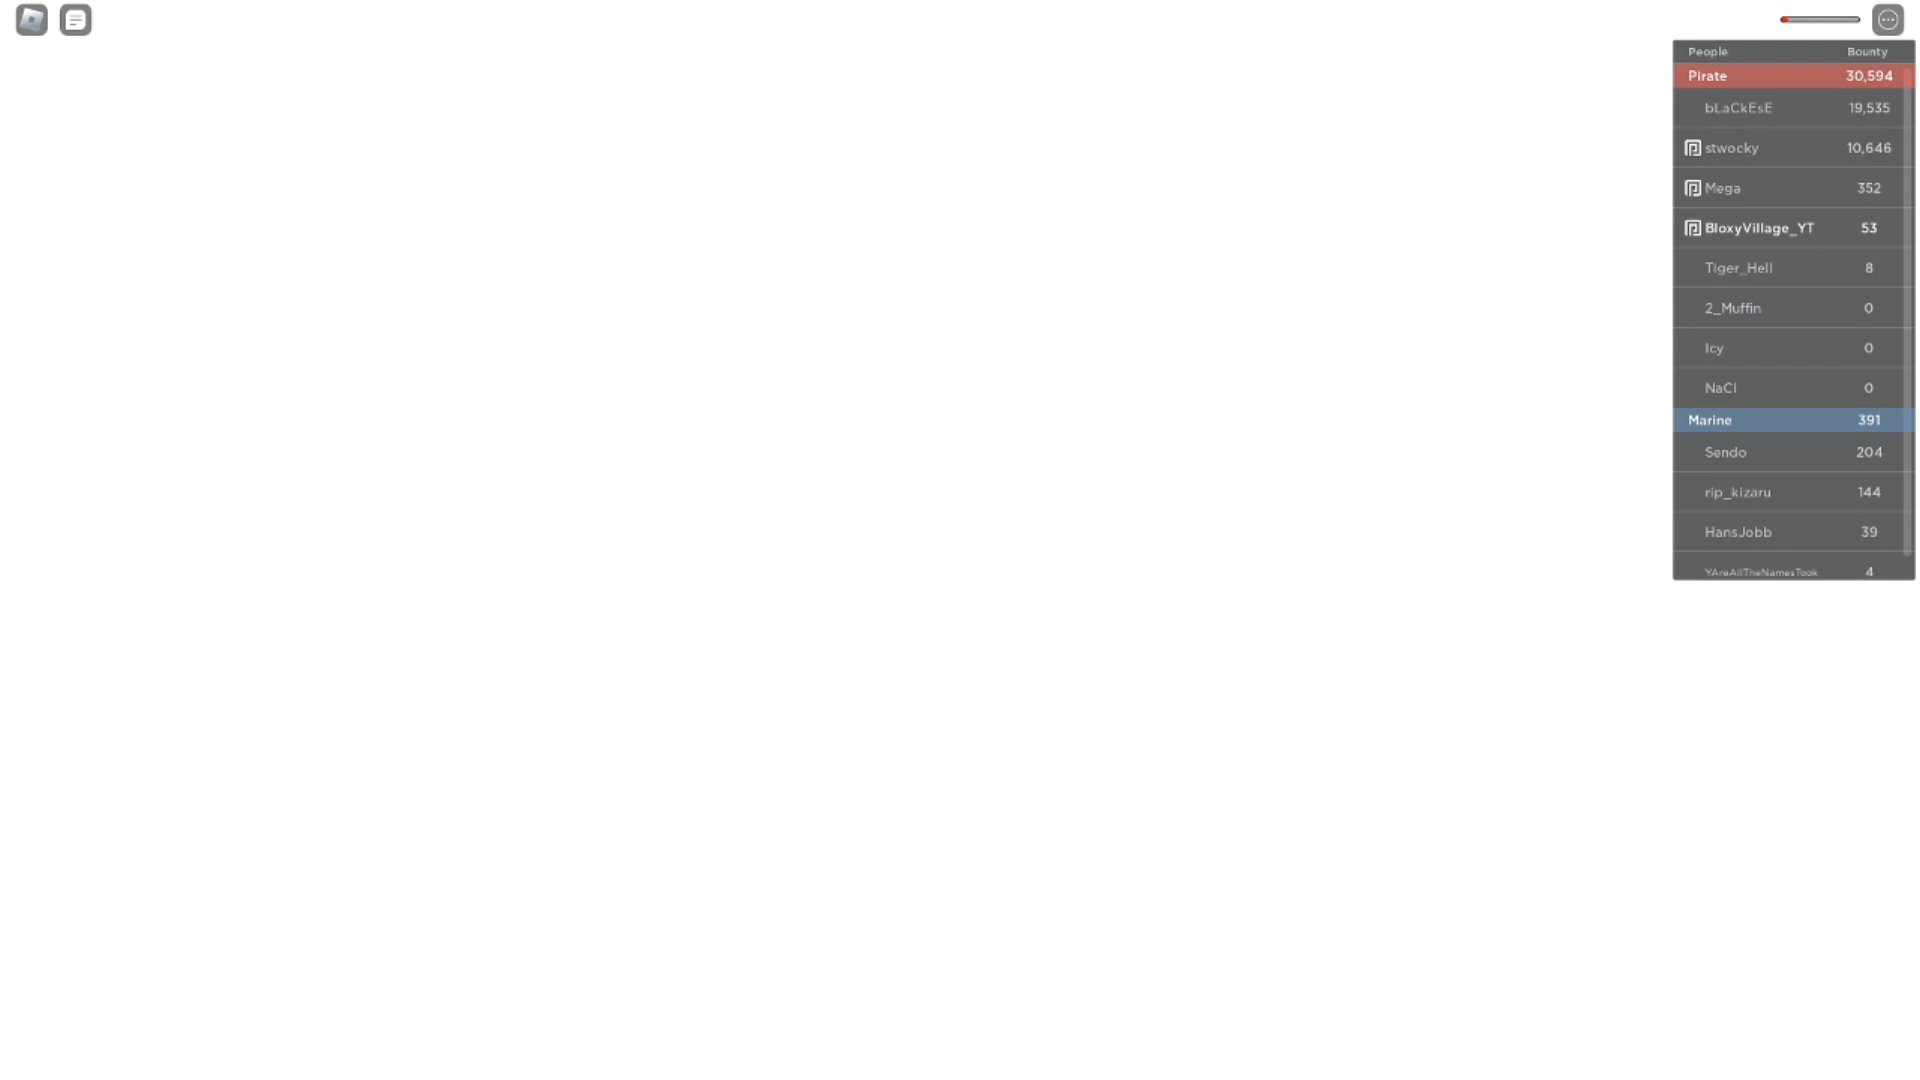 People Bounty
Pirate 30,594
bLaCkEsE 19,535
stwocky 10,646
Mega 352
BloxyVillage_YT 53
Tiger_Hell 8
2_Muffin 0
Icy 0
NaCl 0
Marine 391
Sendo 204
rip_kizaru 144
HansJobb 39
YAreAllTheNamesTook 4